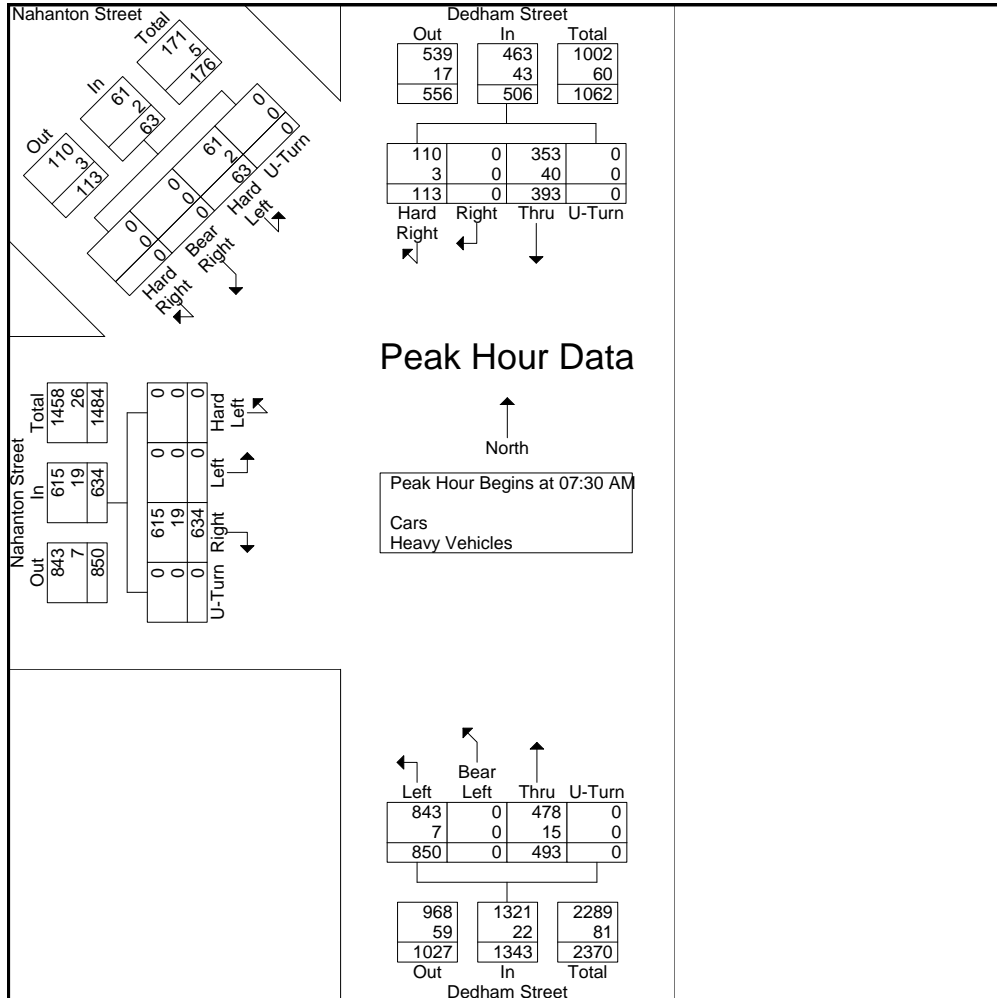 Nahanton Street
Total
171
5
176
In
61
2
63
Out
110
3
113
0 0 61 0
0 0 2 0
0 0 63 0
Hard Right
Bear Right
Hard Left
U-Turn
Dedham Street
Out In Total
539 463 1002
17 43 60
556 506 1062
110 0 353 0
3 0 40 0
113 0 393 0
Hard Right Thru U-Turn
Right
Peak Hour Data
North
Peak Hour Begins at 07:30 AM
Cars
Heavy Vehicles
Nahanton Street
Out In Total
843 615 1458
7 19 26
850 634 1484
0 615 0 0
0 19 0 0
0 634 0 0
U-Turn Right Left Hard
Left
Bear
Left Left Thru U-Turn
843 0 478 0
7 0 15 0
850 0 493 0
968 1321 2289
59 22 81
1027 1343 2370
Out In Total
Dedham Street